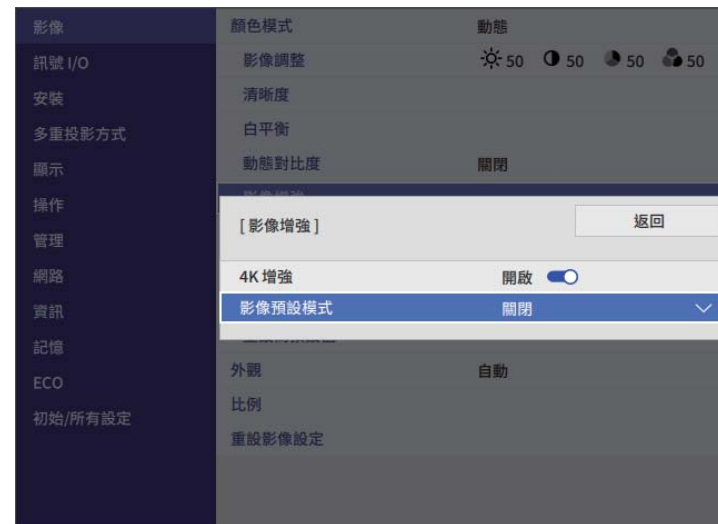 影像
訊號 I/O
安裝
多重投影方式
顯示
操作
管理
網路
資訊
記憶
ECO
初始/所有設定
顏色模式 動態
影像調整 50 50 50 50
清晰度
白平衡
動態對比度 關閉
[ 影像增強 ] 返回
4K 增強 開啟
影像預設模式 關閉
外觀 自動
比例
重設影像設定